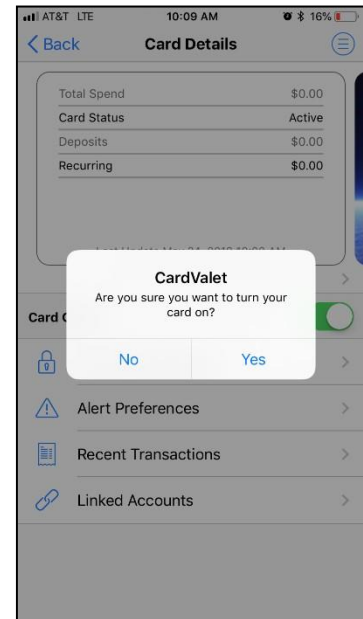 AT&T LTE 10:09 AM 16%
Back Card Details
Total Spend $0.00
Card Status Active
Deposits $0.00
Recurring $0.00
CardValet
Are you sure you want to turn your
card on?
Card
No Yes
Alert Preferences
Recent Transactions
Linked Accounts